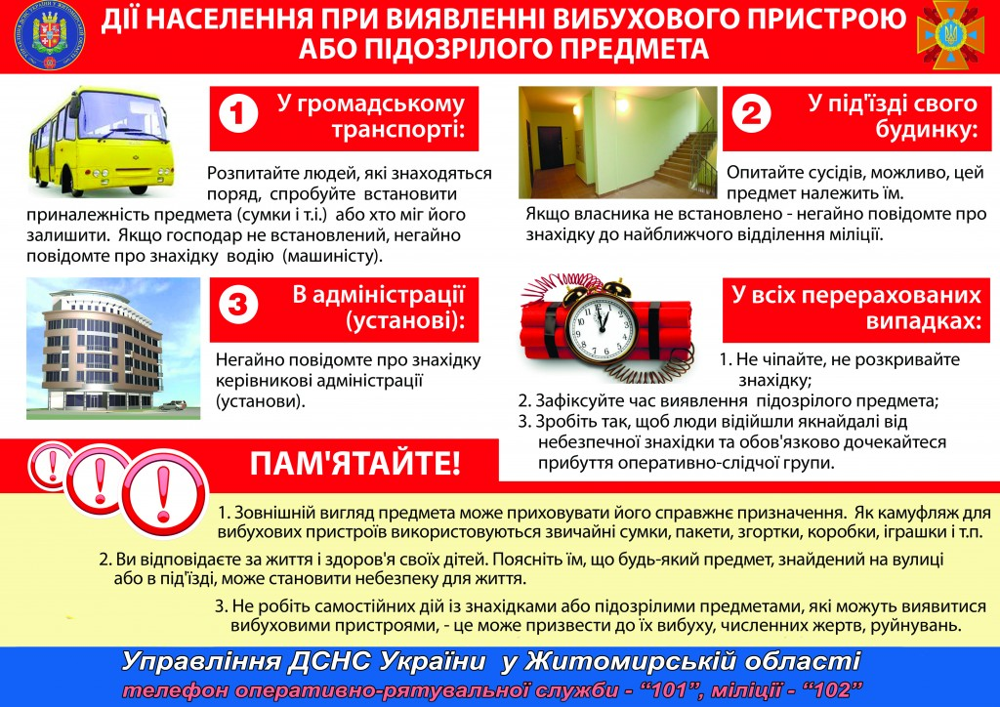 ДІЇ НАСЕЛЕННЯ ПРИ ВИЯВЛЕННІ ВИБУХОВОГО ПРИСТРОЮ
АБО ПІДОЗРІЛОГО ПРЕДМЕТА
1 У громадському
транспорті:
Розпитайте людей, які знаходяться
поряд, спробуйте встановити
приналежність предмета (сумки і т.і.) або хто міг його
залишити. Якщо господар не встановлений, негайно
повідомте про знахідку водію (машиністу).
2 У під'їзді свого
будинку:
Опитайте сусідів, можливо, цей
предмет належить їм.
Якщо власника не встановлено - негайно повідомте про
знахідку до найближчого відділення міліції.
3 В адміністрації
(установі):
Негайно повідомте про знахідку
керівникові адміністрації
(установи).
У всіх перерахованих
випадках:
1. Не чіпайте, не розкривайте
знахідку;
2. Зафіксуйте час виявлення підозрілого предмета;
3. Зробіть так, щоб люди відійшли якнайдалі від
небезпечної знахідки та обов'язково дочекайтеся
прибуття оперативно-слідчої групи.
ПАМ'ЯТАЙТЕ!
1. Зовнішній вигляд предмета може приховувати його справжнє призначення. Як камуфляж для
вибухових пристроїв використовуються звичайні сумки, пакети, згортки, коробки, іграшки і т.п.
2. Ви відповідаєте за життя і здоров'я своїх дітей. Поясніть їм, що будь-який предмет, знайдений на вулиці
або в під'їзді, може становити небезпеку для життя.
3. Не робіть самостійних дій із знахідками або підозрілими предметами, які можуть виявитися
вибуховими пристроями, - це може призвести до їх вибуху, численних жертв, руйнувань.
Управління ДСНС України у Житомирській області
телефон оперативно-рятувальної служби - “101”, міліції - “102”